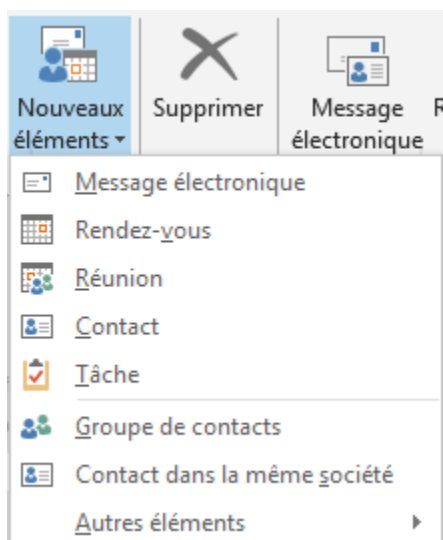 Nouveaux éléments
Supprimer
Message électronique
R
Message électronique
Rendez-vous
Réunion
Contact
Tâche
Groupe de contacts
Contact dans la même société
Autres éléments